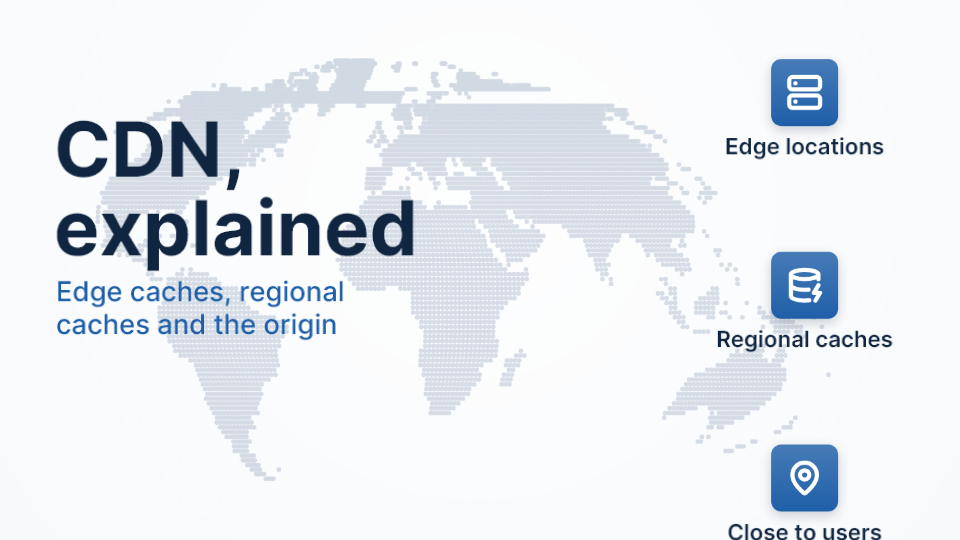 CDN,
explained
Edge caches, regional
caches and the origin
Edge locations
Regional caches
Close to users